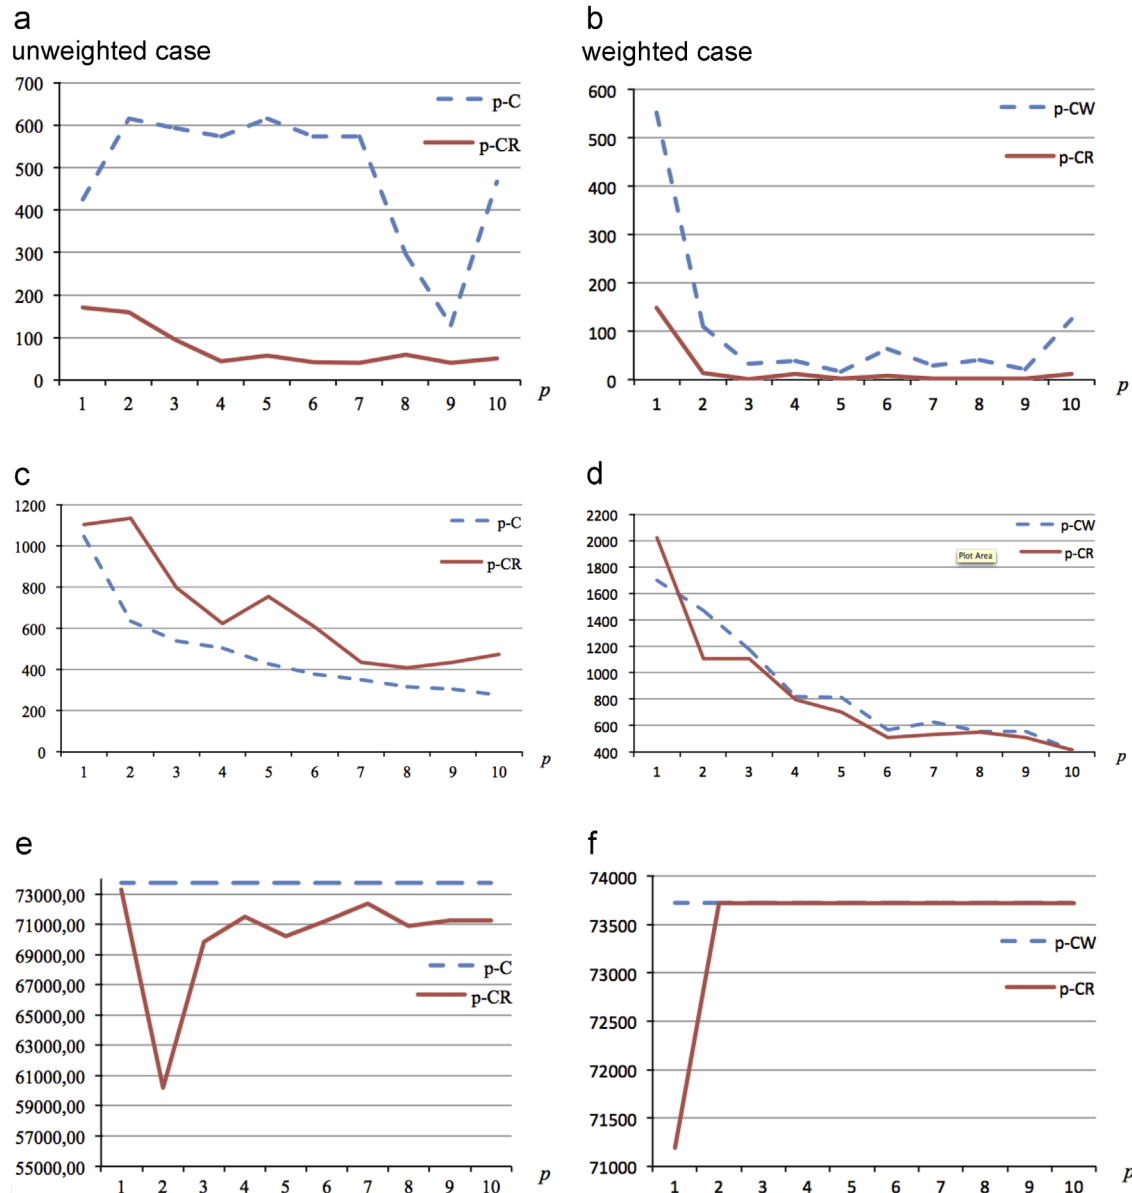 a
unweighted case
700
600
500
400
300
200
100
0
p-C
p-CR
1 2 3 4 5 6 7 8 9 10 p
b
weighted case
600
500
400
300
200
100
0
p-CW
p-CR
1 2 3 4 5 6 7 8 9 10 p
c
1200
1000
800
600
400
200
0
p-C
p-CR
1 2 3 4 5 6 7 8 9 10 p
d
2200
2000
1800
1600
1400
1200
1000
800
600
400
p-CW
Plot Area
p-CR
1 2 3 4 5 6 7 8 9 10 p
e
73000,00
71000,00
69000,00
67000,00
65000,00
63000,00
61000,00
59000,00
57000,00
55000,00
p-C
p-CR
1 2 3 4 5 6 7 8 9 10 p
f
74000
73500
73000
72500
72000
71500
71000
p-CW
p-CR
1 2 3 4 5 6 7 8 9 10 p